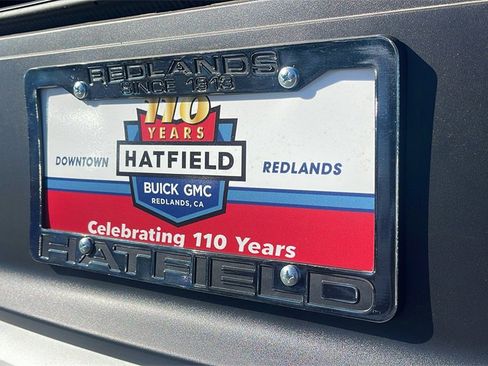 REDLANDS
SINCE 1913
110
YEARS
DOWNTOWN HATFIELD REDLANDS
BUICK GMC
REDLANDS, CA
Celebrating 110 Years
HATFIELD